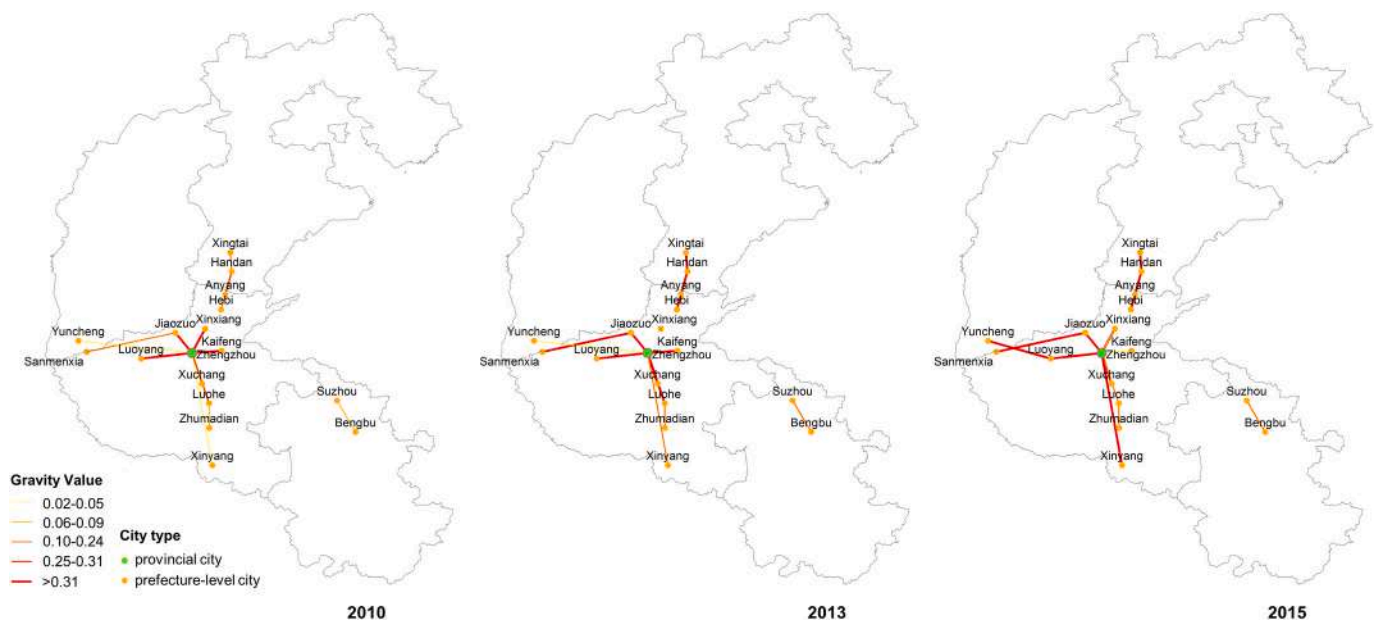 Xingtai
Handan
Anyang
Hebi
Xinxiang
Jiaozuo
Yuncheng
Kaifeng
Luoyang
Zhengzhou
Sanmenxia
Xuchang
Luohe
Suzhou
Zhumadian
Bengbu
Xinyang
Xingtai
Handan
Anyang
Hebi
Xinxiang
Jiaozuo
Yuncheng
Kaifeng
Luoyang
Zhengzhou
Sanmenxia
Xuchang
Luohe
Suzhou
Zhumadian
Bengbu
Xinyang
Xingtai
Handan
Anyang
Hebi
Xinxiang
Jiaozuo
Yuncheng
Kaifeng
Luoyang
Zhengzhou
Sanmenxia
Xuchang
Luohe
Suzhou
Zhumadian
Bengbu
Xinyang
Gravity Value
0.02-0.05
0.06-0.09
0.10-0.24
0.25-0.31
>0.31
City type
provincial city
prefecture-level city
2010
2013
2015